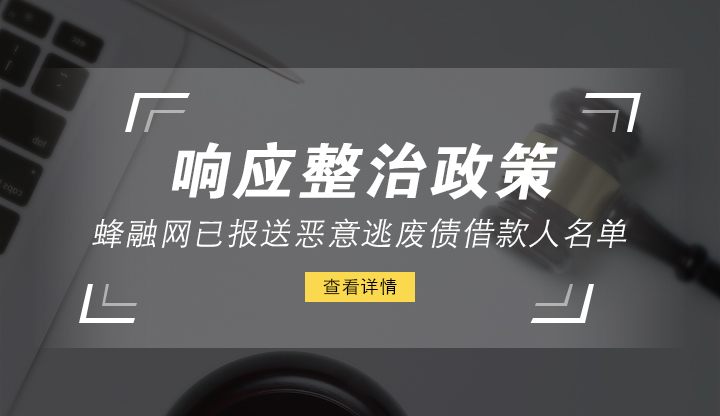 响应整治政策
蜂融网已报送恶意逃废债借款人名单
查看详情